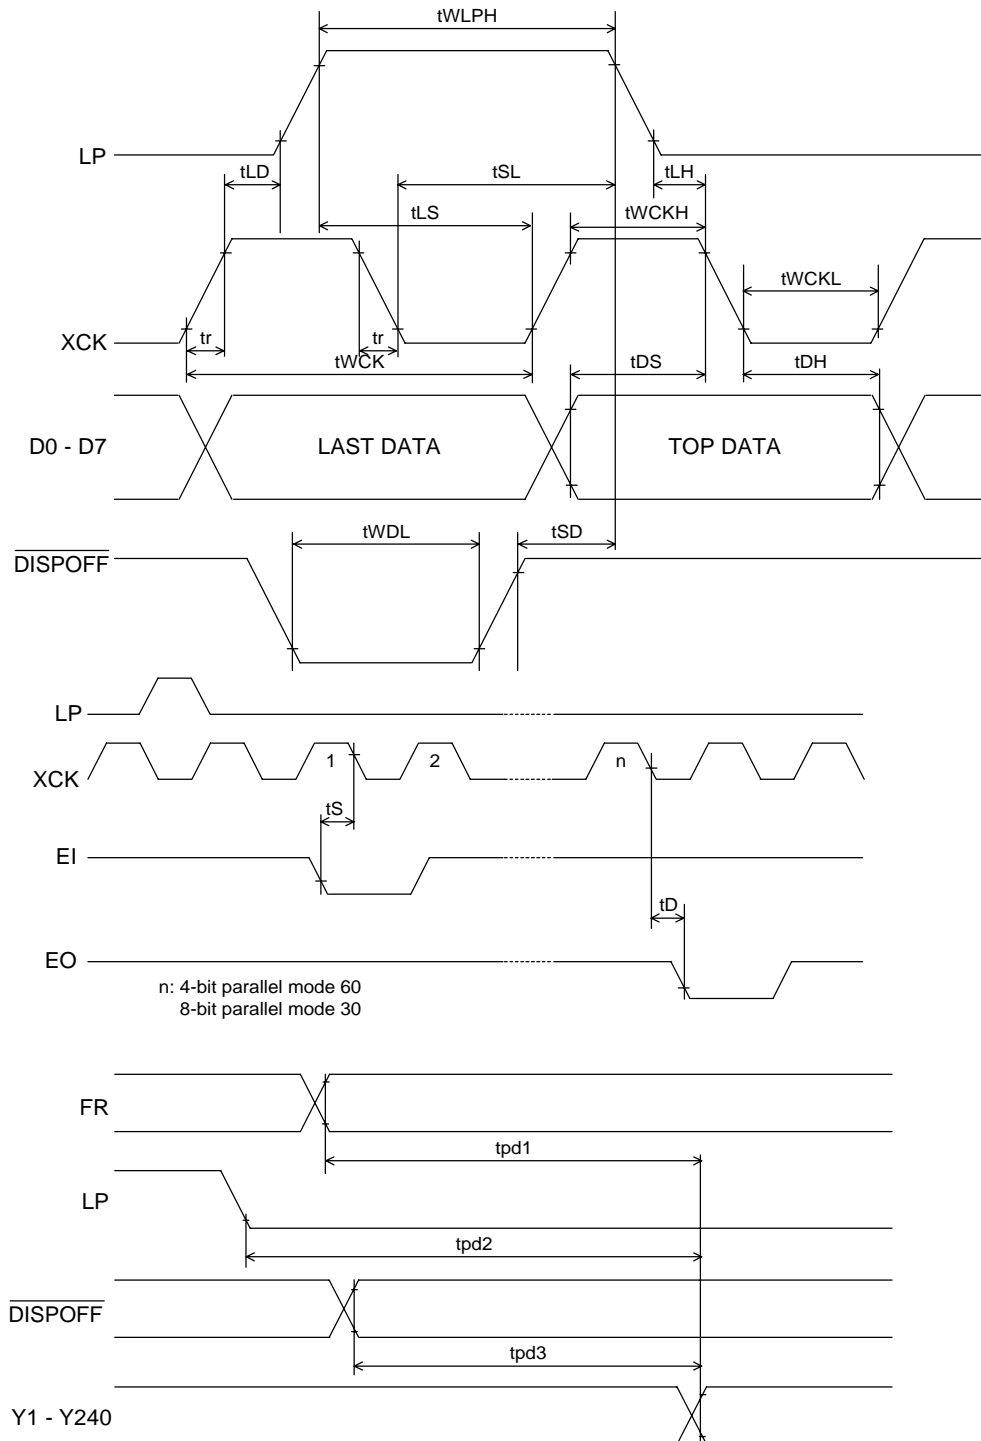 tWLPH
LP
tLD
tSL
tLH
tLS
tWCKH
tWCKL
XCK
tr
tr
tWCK
tDS
tDH
D0 - D7
LAST DATA
TOP DATA
tWDL
tSD
DISPOFF
LP
XCK
1
2
n
tS
EI
tD
EO
n: 4-bit parallel mode 60
8-bit parallel mode 30
FR
tpd1
LP
tpd2
DISPOFF
tpd3
Y1 - Y240